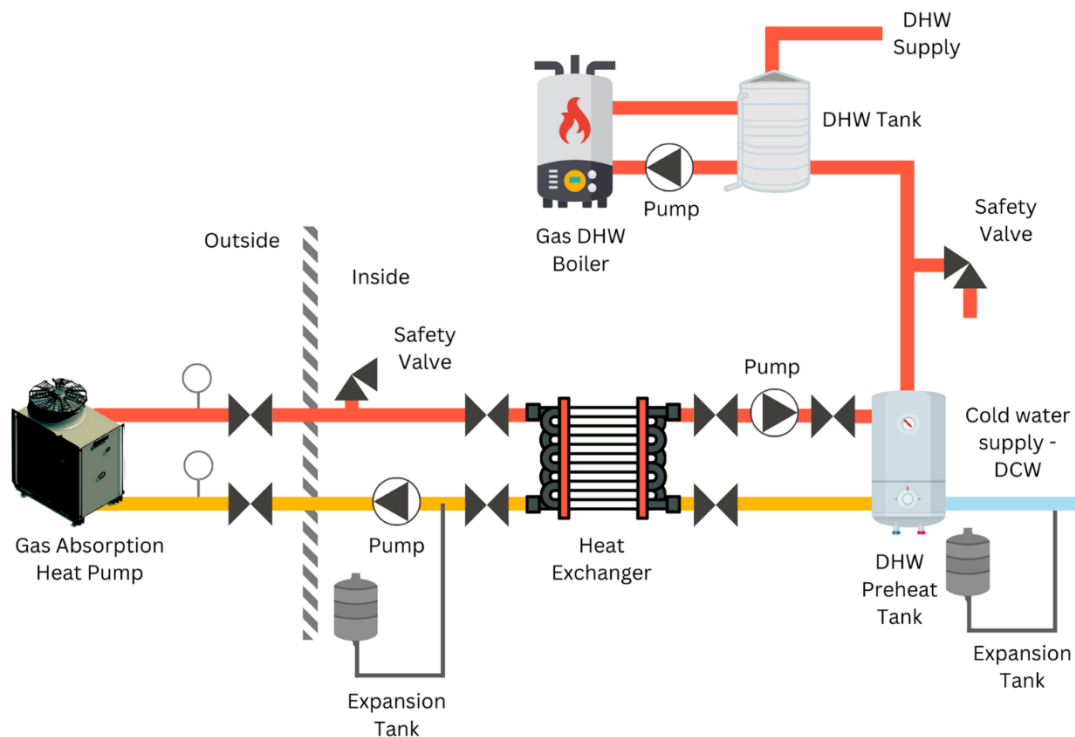 DHW
Supply
DHW Tank
Pump
Gas DHW
Boiler
Safety
Valve
Outside
Inside
Safety
Valve
Pump
Cold water
supply -
DCW
Gas Absorption
Heat Pump
Pump
Heat
Exchanger
DHW
Preheat
Tank
Expansion
Tank
Expansion
Tank